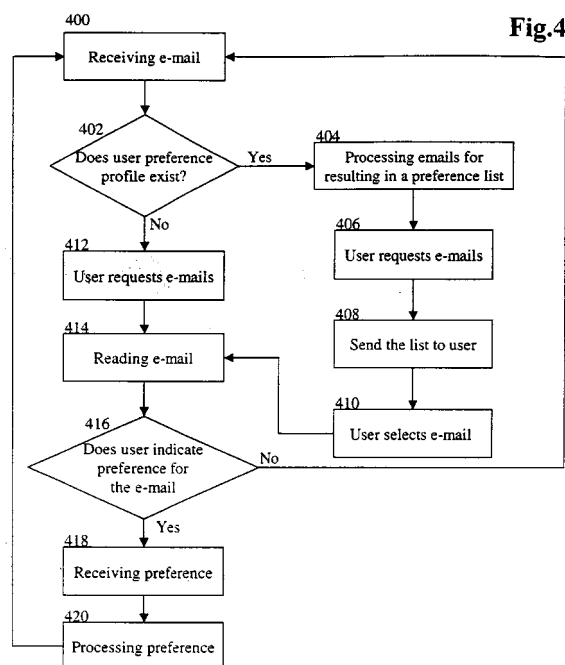 Fig.4
400
Receiving e-mail
402
Does user preference
profile exist?
Yes
No
404
Processing emails for
resulting in a preference list
406
User requests e-mails
408
Send the list to user
410
User selects e-mail
412
User requests e-mails
414
Reading e-mail
416
Does user indicate
preference for
the e-mail
No
Yes
418
Receiving preference
420
Processing preference